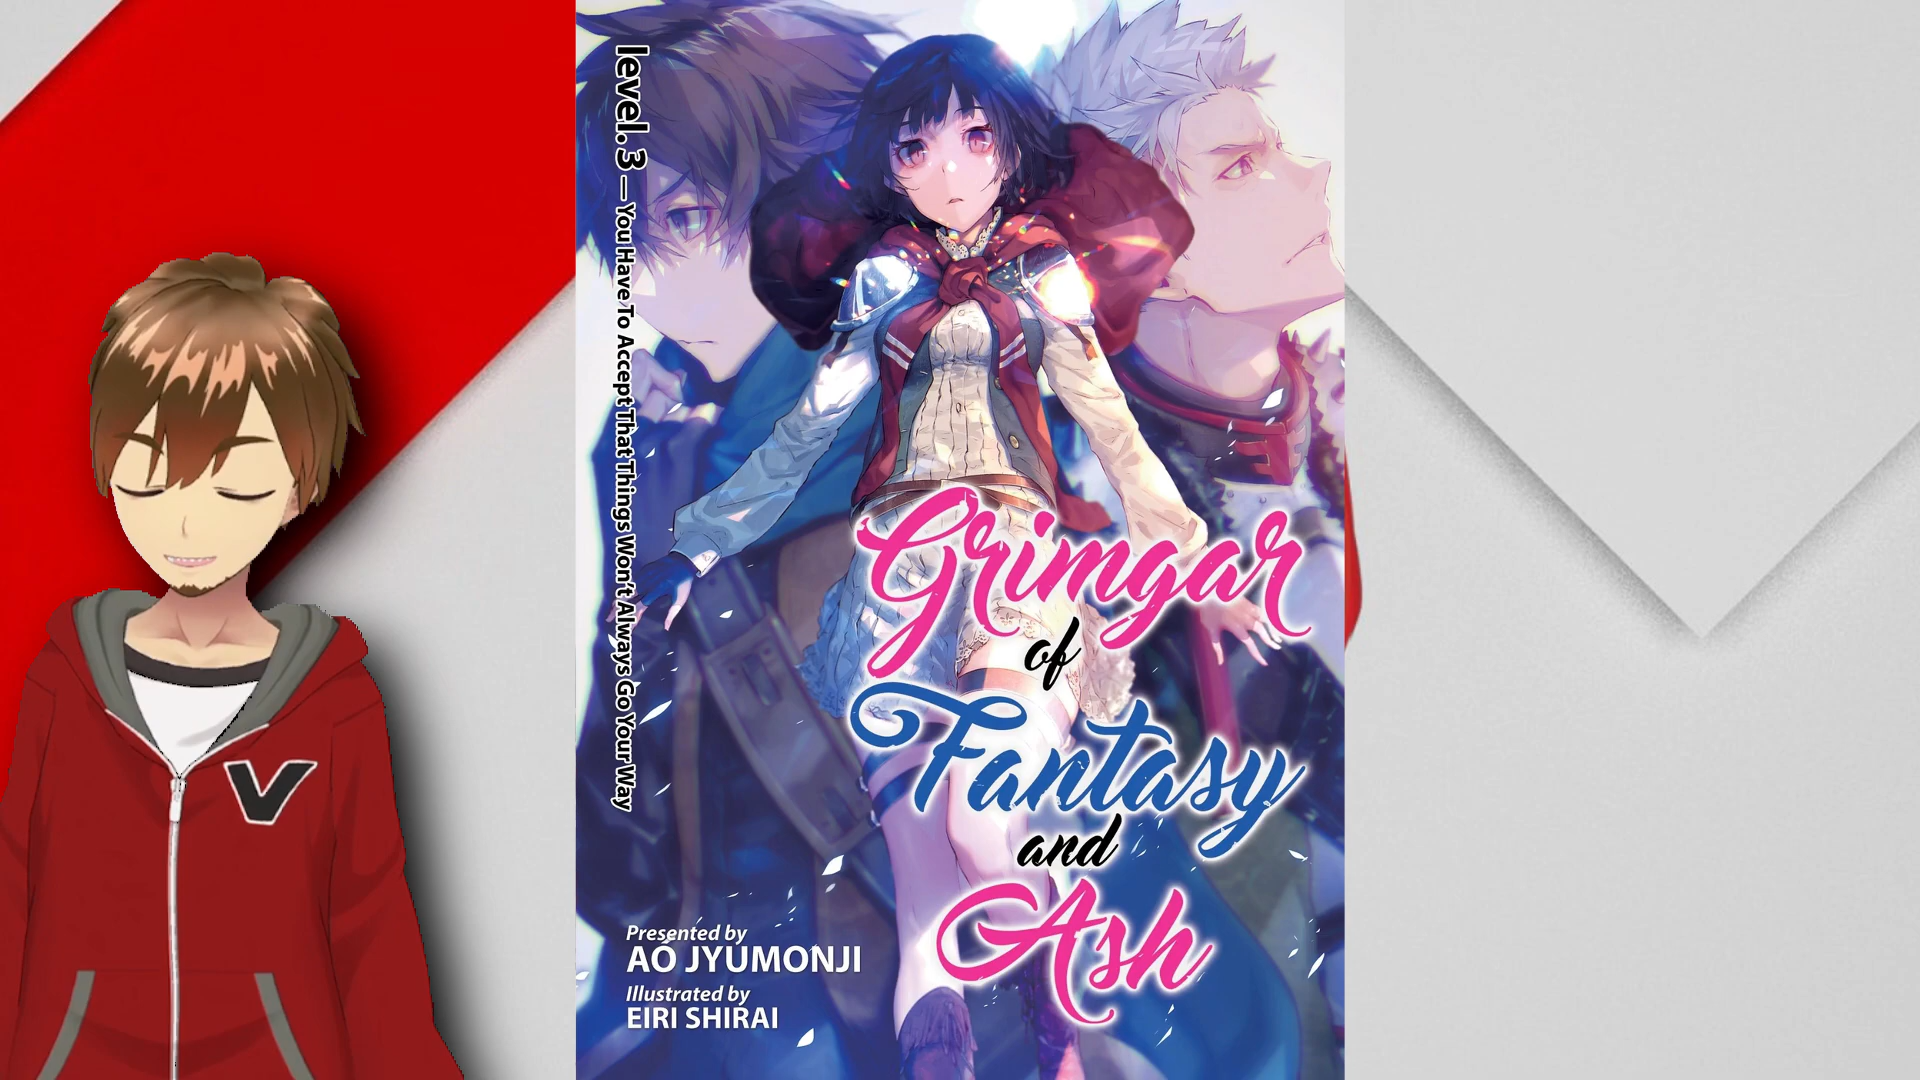 level.3 — You Have To Accept That Things Won't Always Go Your Way
Grimgar
of
Fantasy
and
Ash
Presented by
AO JYUMONJI
Illustrated by
EIRI SHIRAI
V